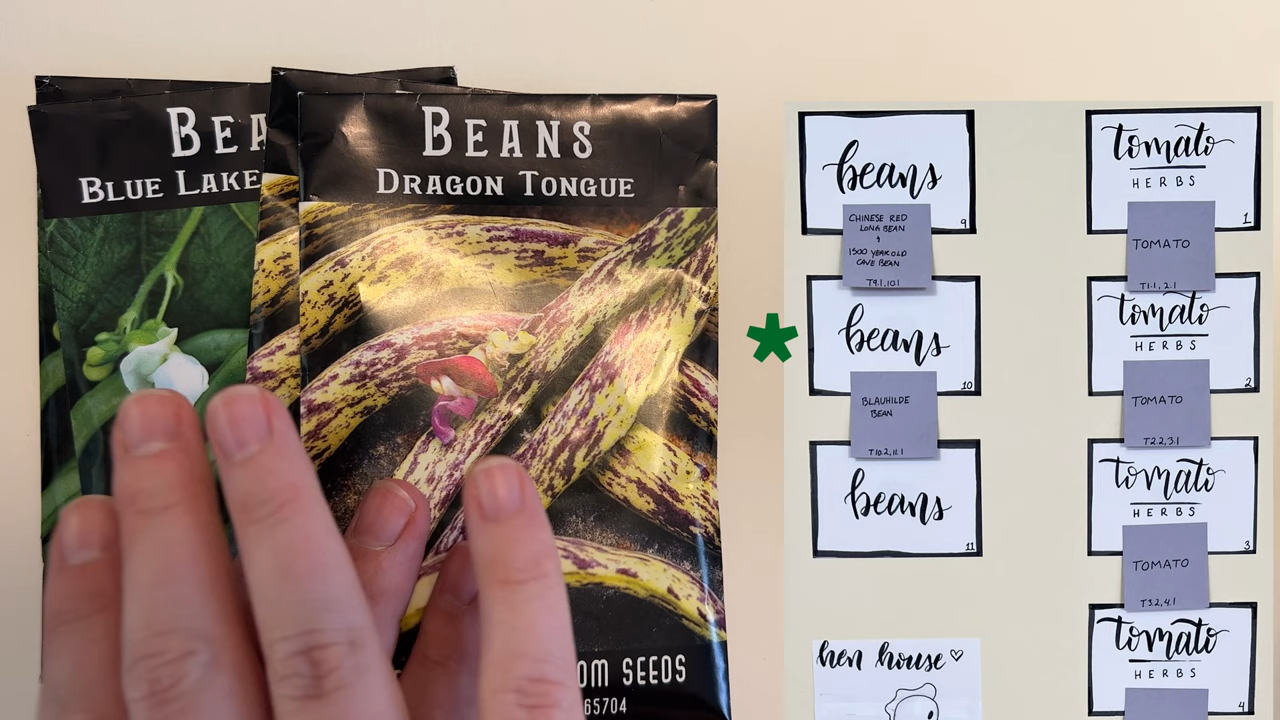 BEANS
BLUE LAKE
BEANS
DRAGON TONGUE
OM SEEDS
65704
*
beans
9
CHINESE RED
LONG BEAN
&
1500 YEAR OLD
CAVE BEAN
T9.1, 10.1
beans
10
BLAUHILDE
BEAN
T10.2, 11.1
beans
11
hen house ♡
tomato
HERBS
1
TOMATO
T1.1, 2.1
tomato
HERBS
2
TOMATO
T2.2, 3.1
tomato
HERBS
3
TOMATO
T3.2, 4.1
tomato
HERBS
4